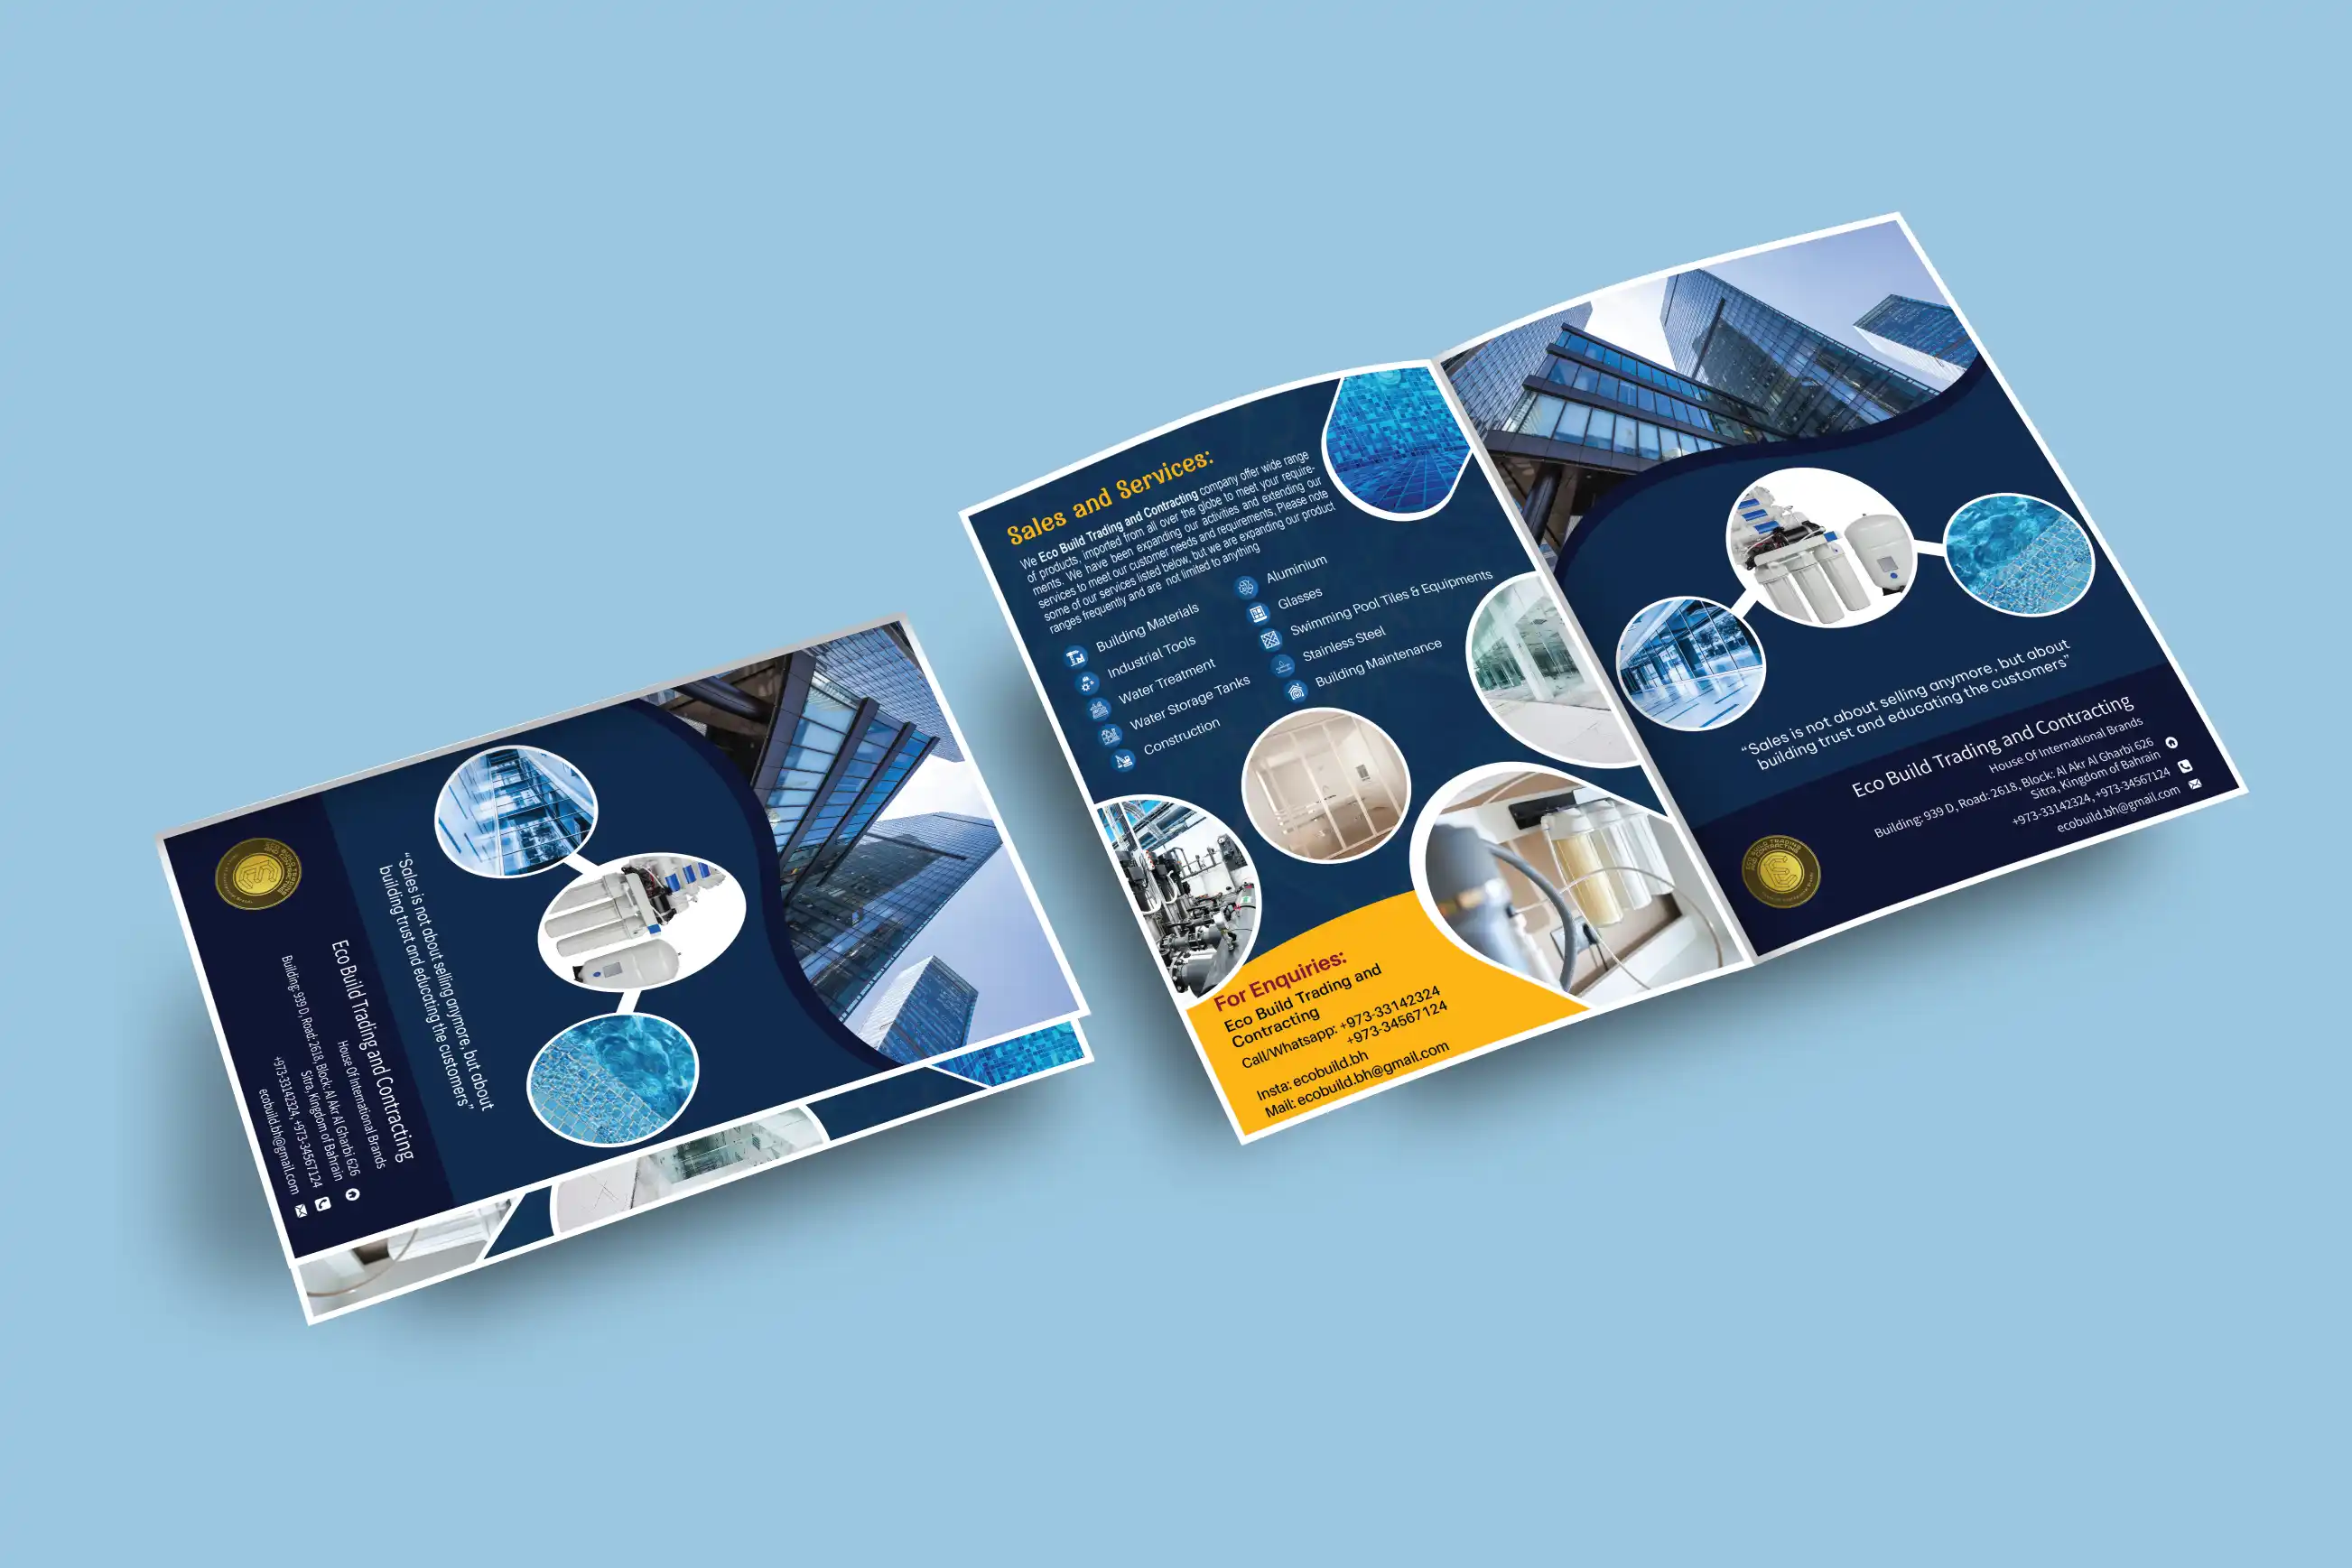 Eco Build Trading and Contracting
House Of International Brands
Building: 939 D, Road: 2618, Block: Al Akr Al Gharbi 626
Sitra, Kingdom of Bahrain
+973-33142324, +973-34567124
ecobuild.bh@gmail.com
“Sales is not about selling anymore, but about
building trust and educating the customers”
Sales and Services:
We Eco Build Trading and Contracting company offer wide range
of products, imported from all over the globe to meet your require-
ments. We have been expanding our activities and extending our
services to meet our customer needs and requirements, Please note
some of our services listed below, but we are expanding our product
ranges frequently and are not limited to anything
Building Materials
Industrial Tools
Water Treatment
Water Storage Tanks
Construction
Aluminium
Glasses
Swimming Pool Tiles & Equipments
Stainless Steel
Building Maintenance
For Enquiries:
Eco Build Trading and
Contracting
Call/Whatsapp: +973-33142324
+973-34567124
Insta: ecobuild.bh
Mail: ecobuild.bh@gmail.com
“Sales is not about selling anymore, but about
building trust and educating the customers”
Eco Build Trading and Contracting
House Of International Brands
Building: 939 D, Road: 2618, Block: Al Akr Al Gharbi 626
Sitra, Kingdom of Bahrain
+973-33142324, +973-34567124
ecobuild.bh@gmail.com
ECO BUILD TRADING
AND CONTRACTING